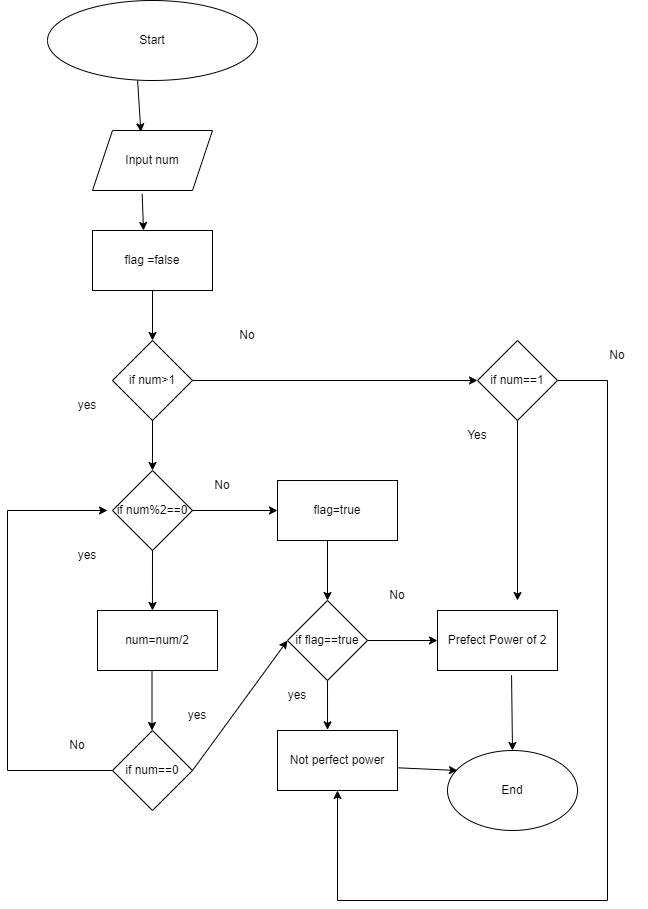 Start
Input num
flag =false
No
if num>1
if num==1
No
yes
Yes
No
if num%2==0
flag=true
yes
No
num=num/2
if flag==true
Prefect Power of 2
yes
yes
No
if num==0
Not perfect power
End